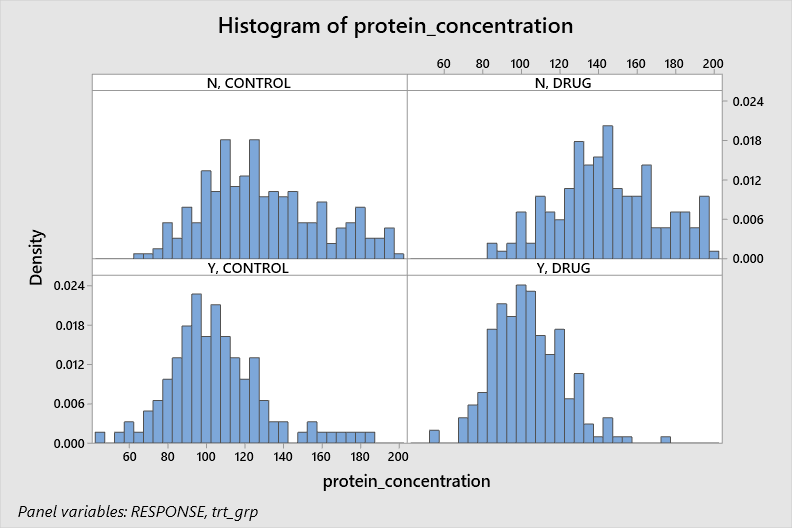 Histogram of protein_concentration
60 80 100 120 140 160 180 200
N, CONTROL N, DRUG
0.024
0.018
0.012
0.006
0.000
Density
Y, CONTROL Y, DRUG
0.024
0.018
0.012
0.006
0.000
60 80 100 120 140 160 180 200
protein_concentration
Panel variables: RESPONSE, trt_grp